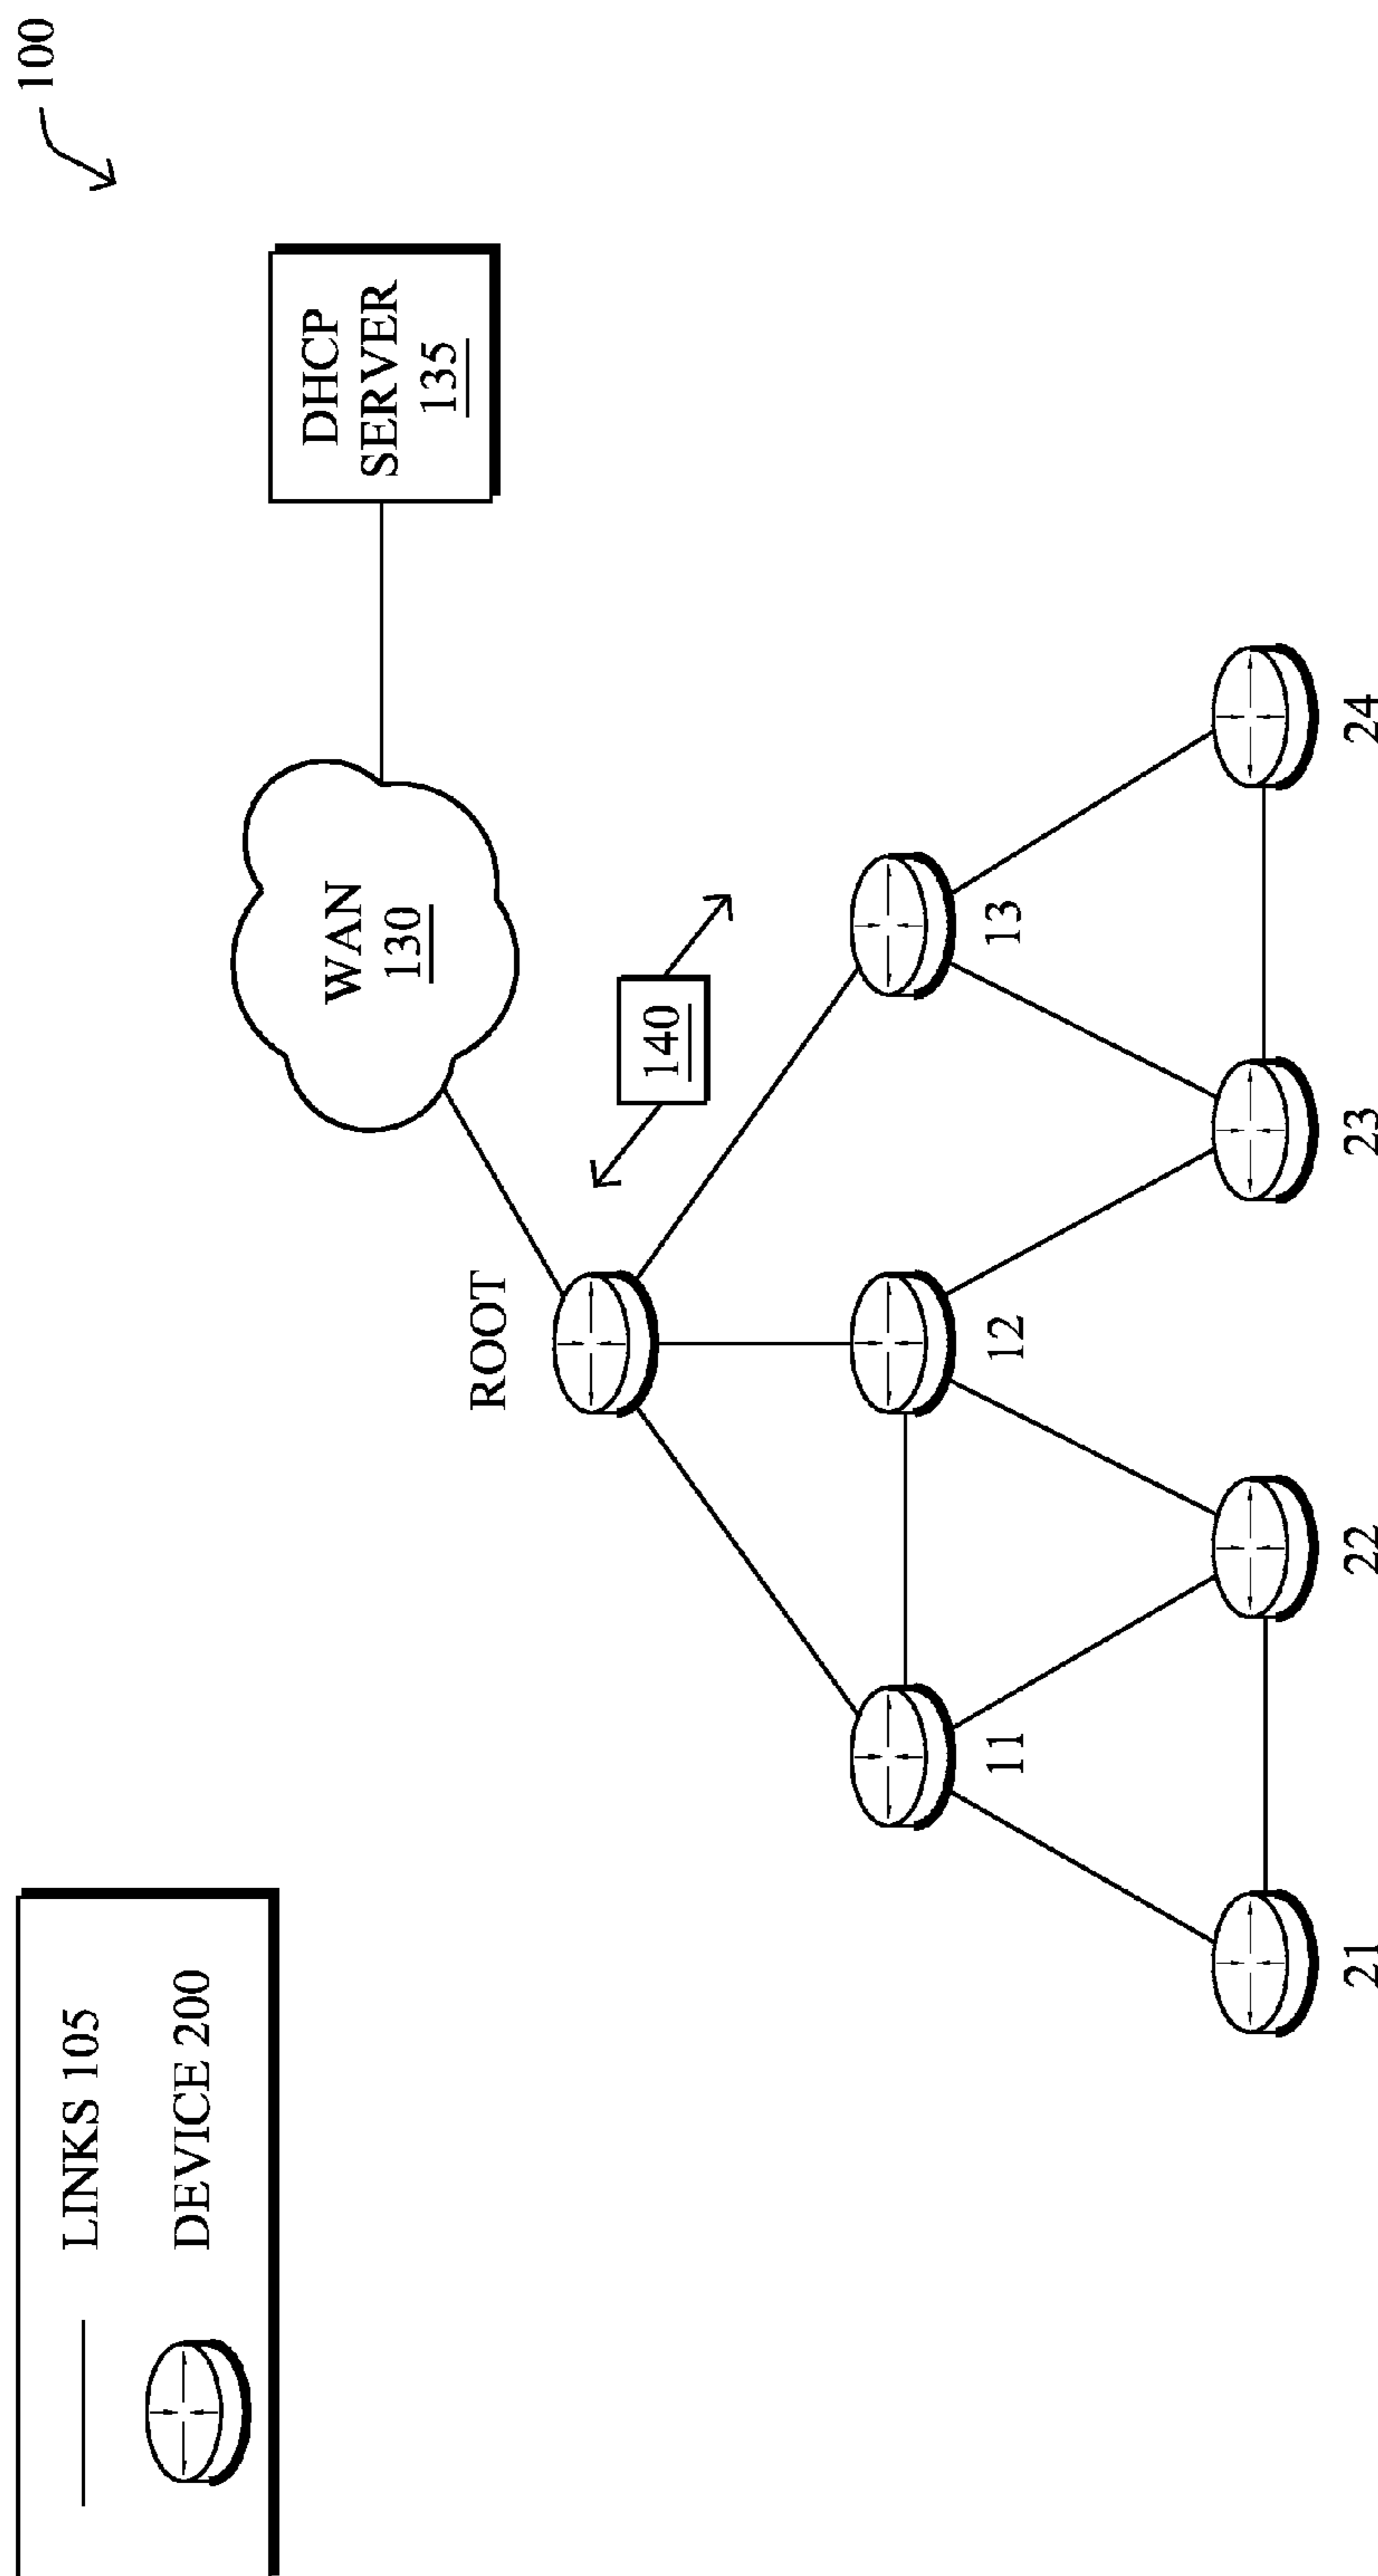 100
LINKS 105
DEVICE 200
DHCP
SERVER
135
WAN
130
ROOT
140
11
12
13
21
22
23
24